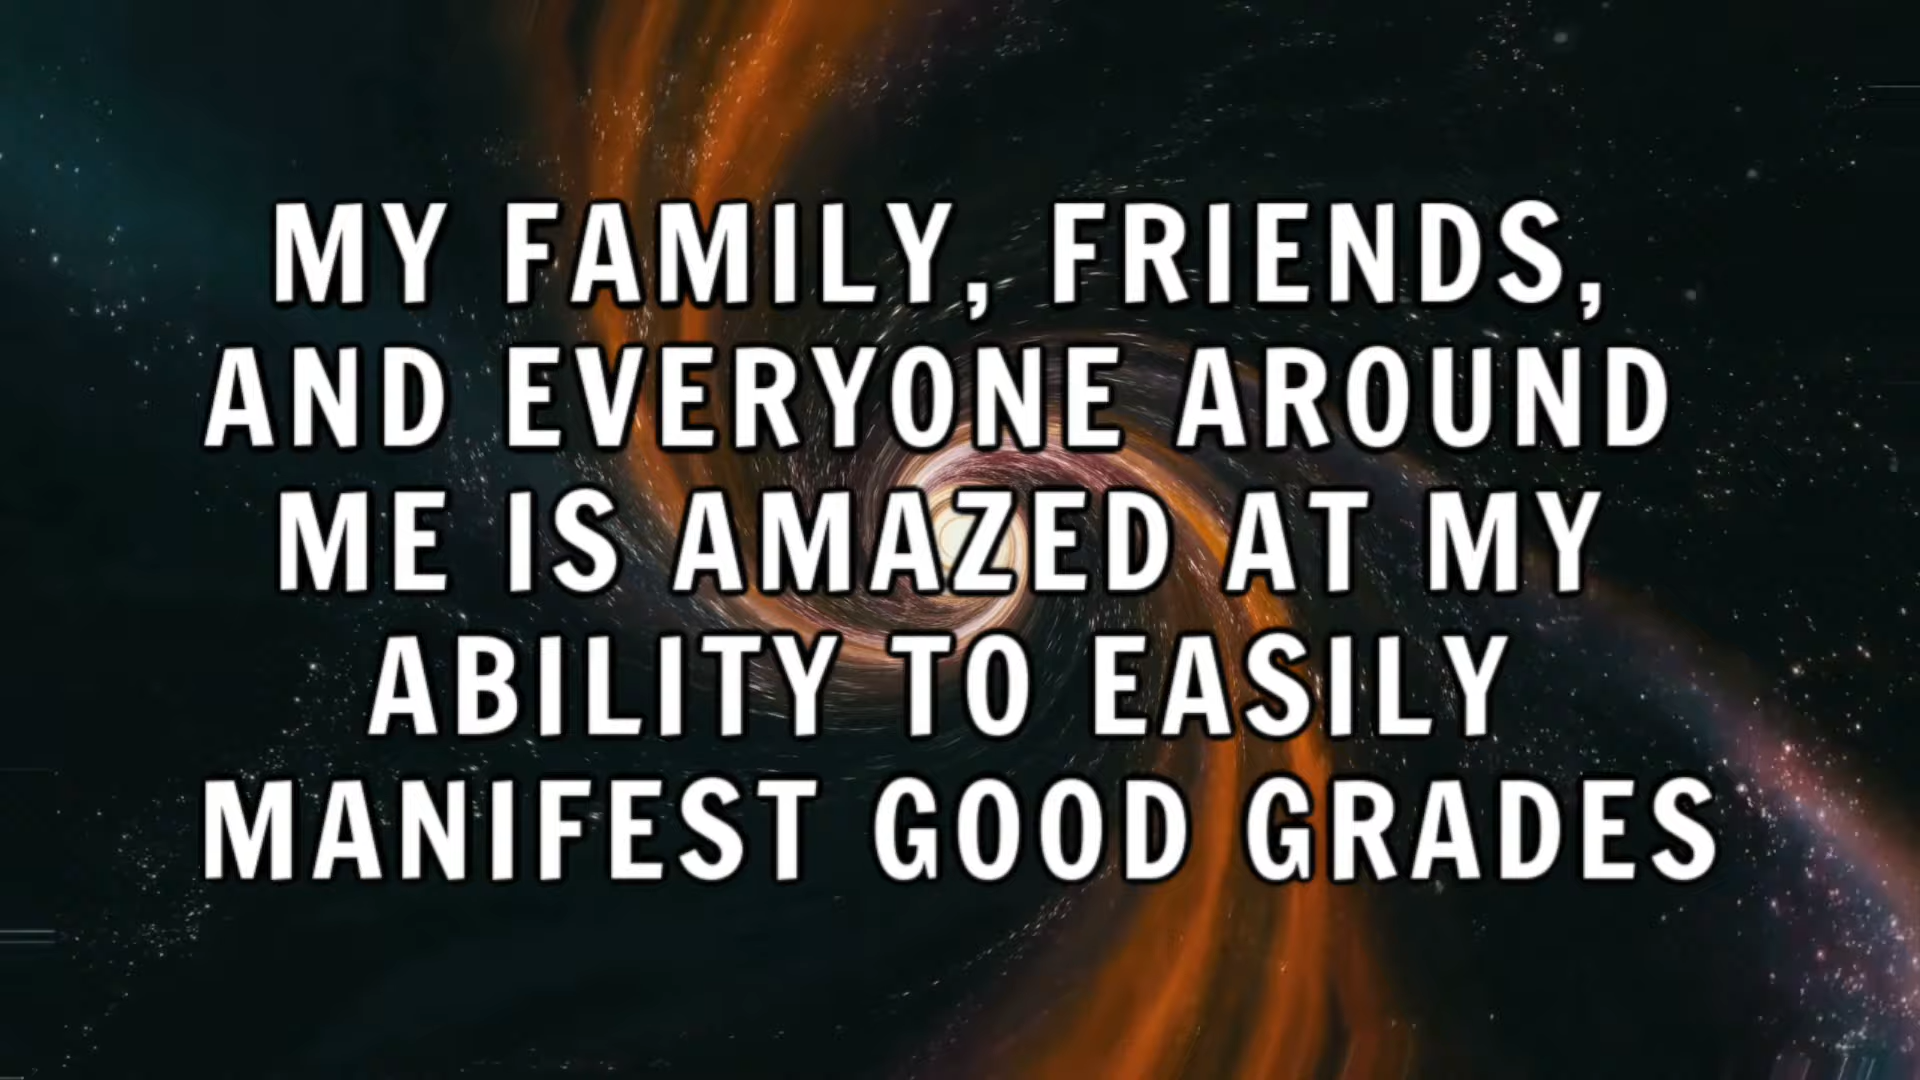 MY FAMILY, FRIENDS,
AND EVERYONE AROUND
ME IS AMAZED AT MY
ABILITY TO EASILY
MANIFEST GOOD GRADES